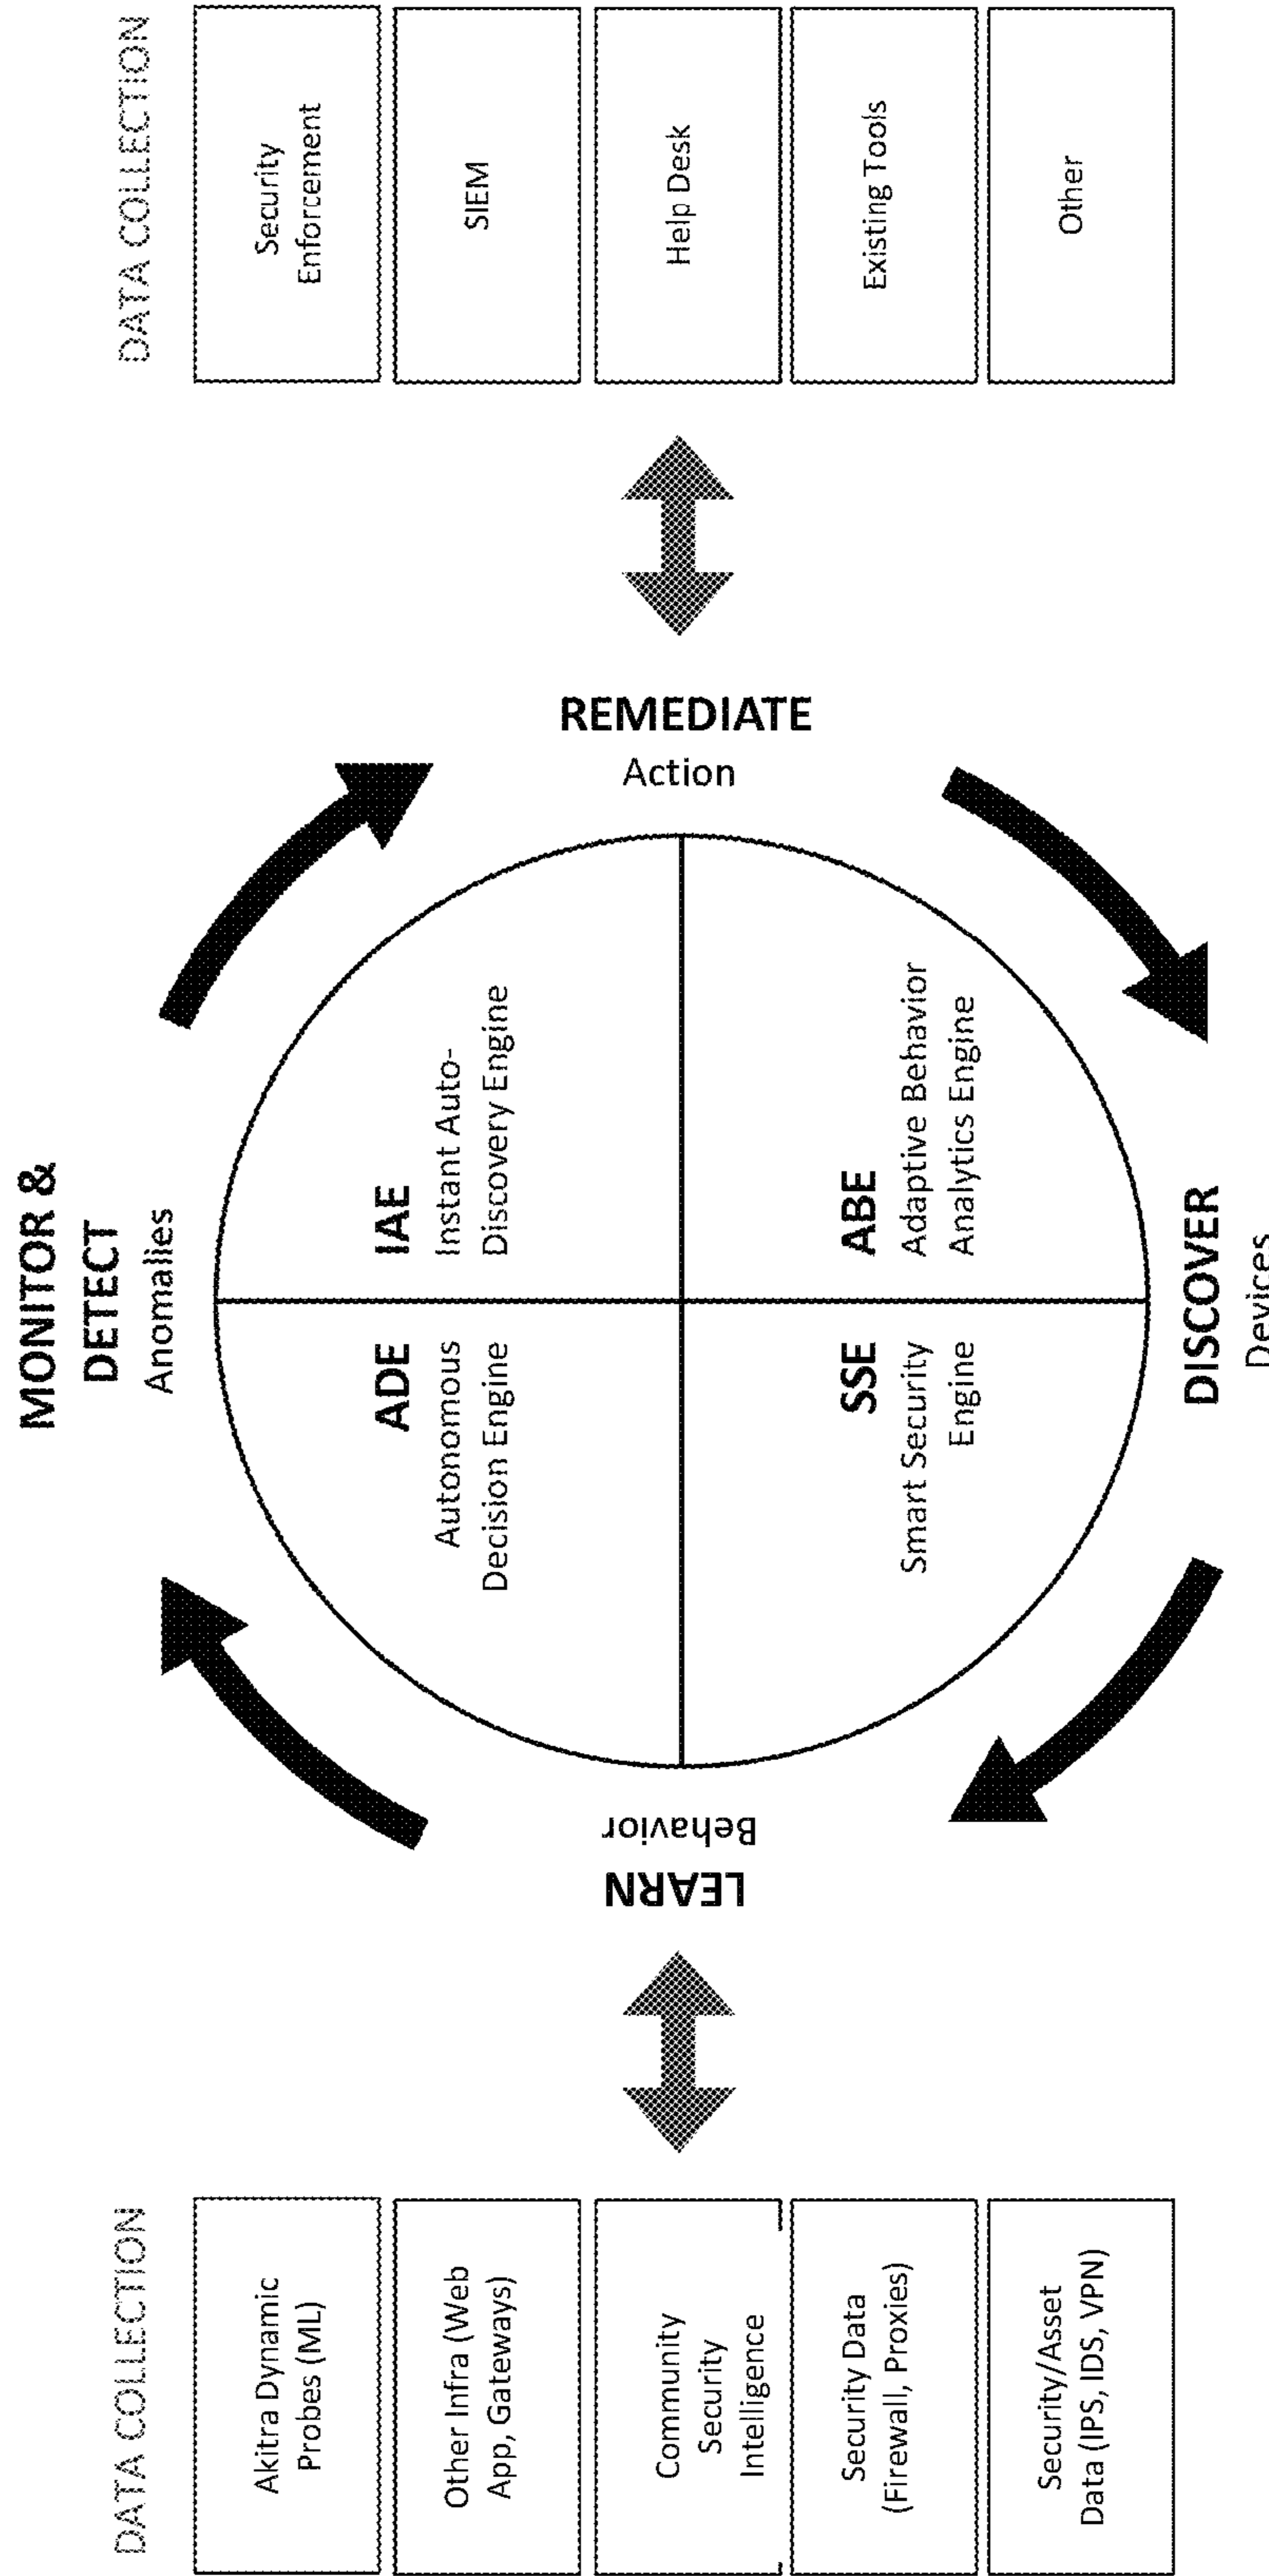 DATA COLLECTION
Akitra Dynamic
Probes (ML)
Other Infra (Web
App, Gateways)
Community
Security
Intelligence
Security Data
(Firewall, Proxies)
Security/Asset
Data (IPS, IDS, VPN)
LEARN
Behavior
MONITOR &
DETECT
Anomalies
ADE
Autonomous
Decision Engine
IAE
Instant Auto-
Discovery Engine
SSE
Smart Security
Engine
ABE
Adaptive Behavior
Analytics Engine
DISCOVER
Devices
REMEDIATE
Action
DATA COLLECTION
Security
Enforcement
SIEM
Help Desk
Existing Tools
Other